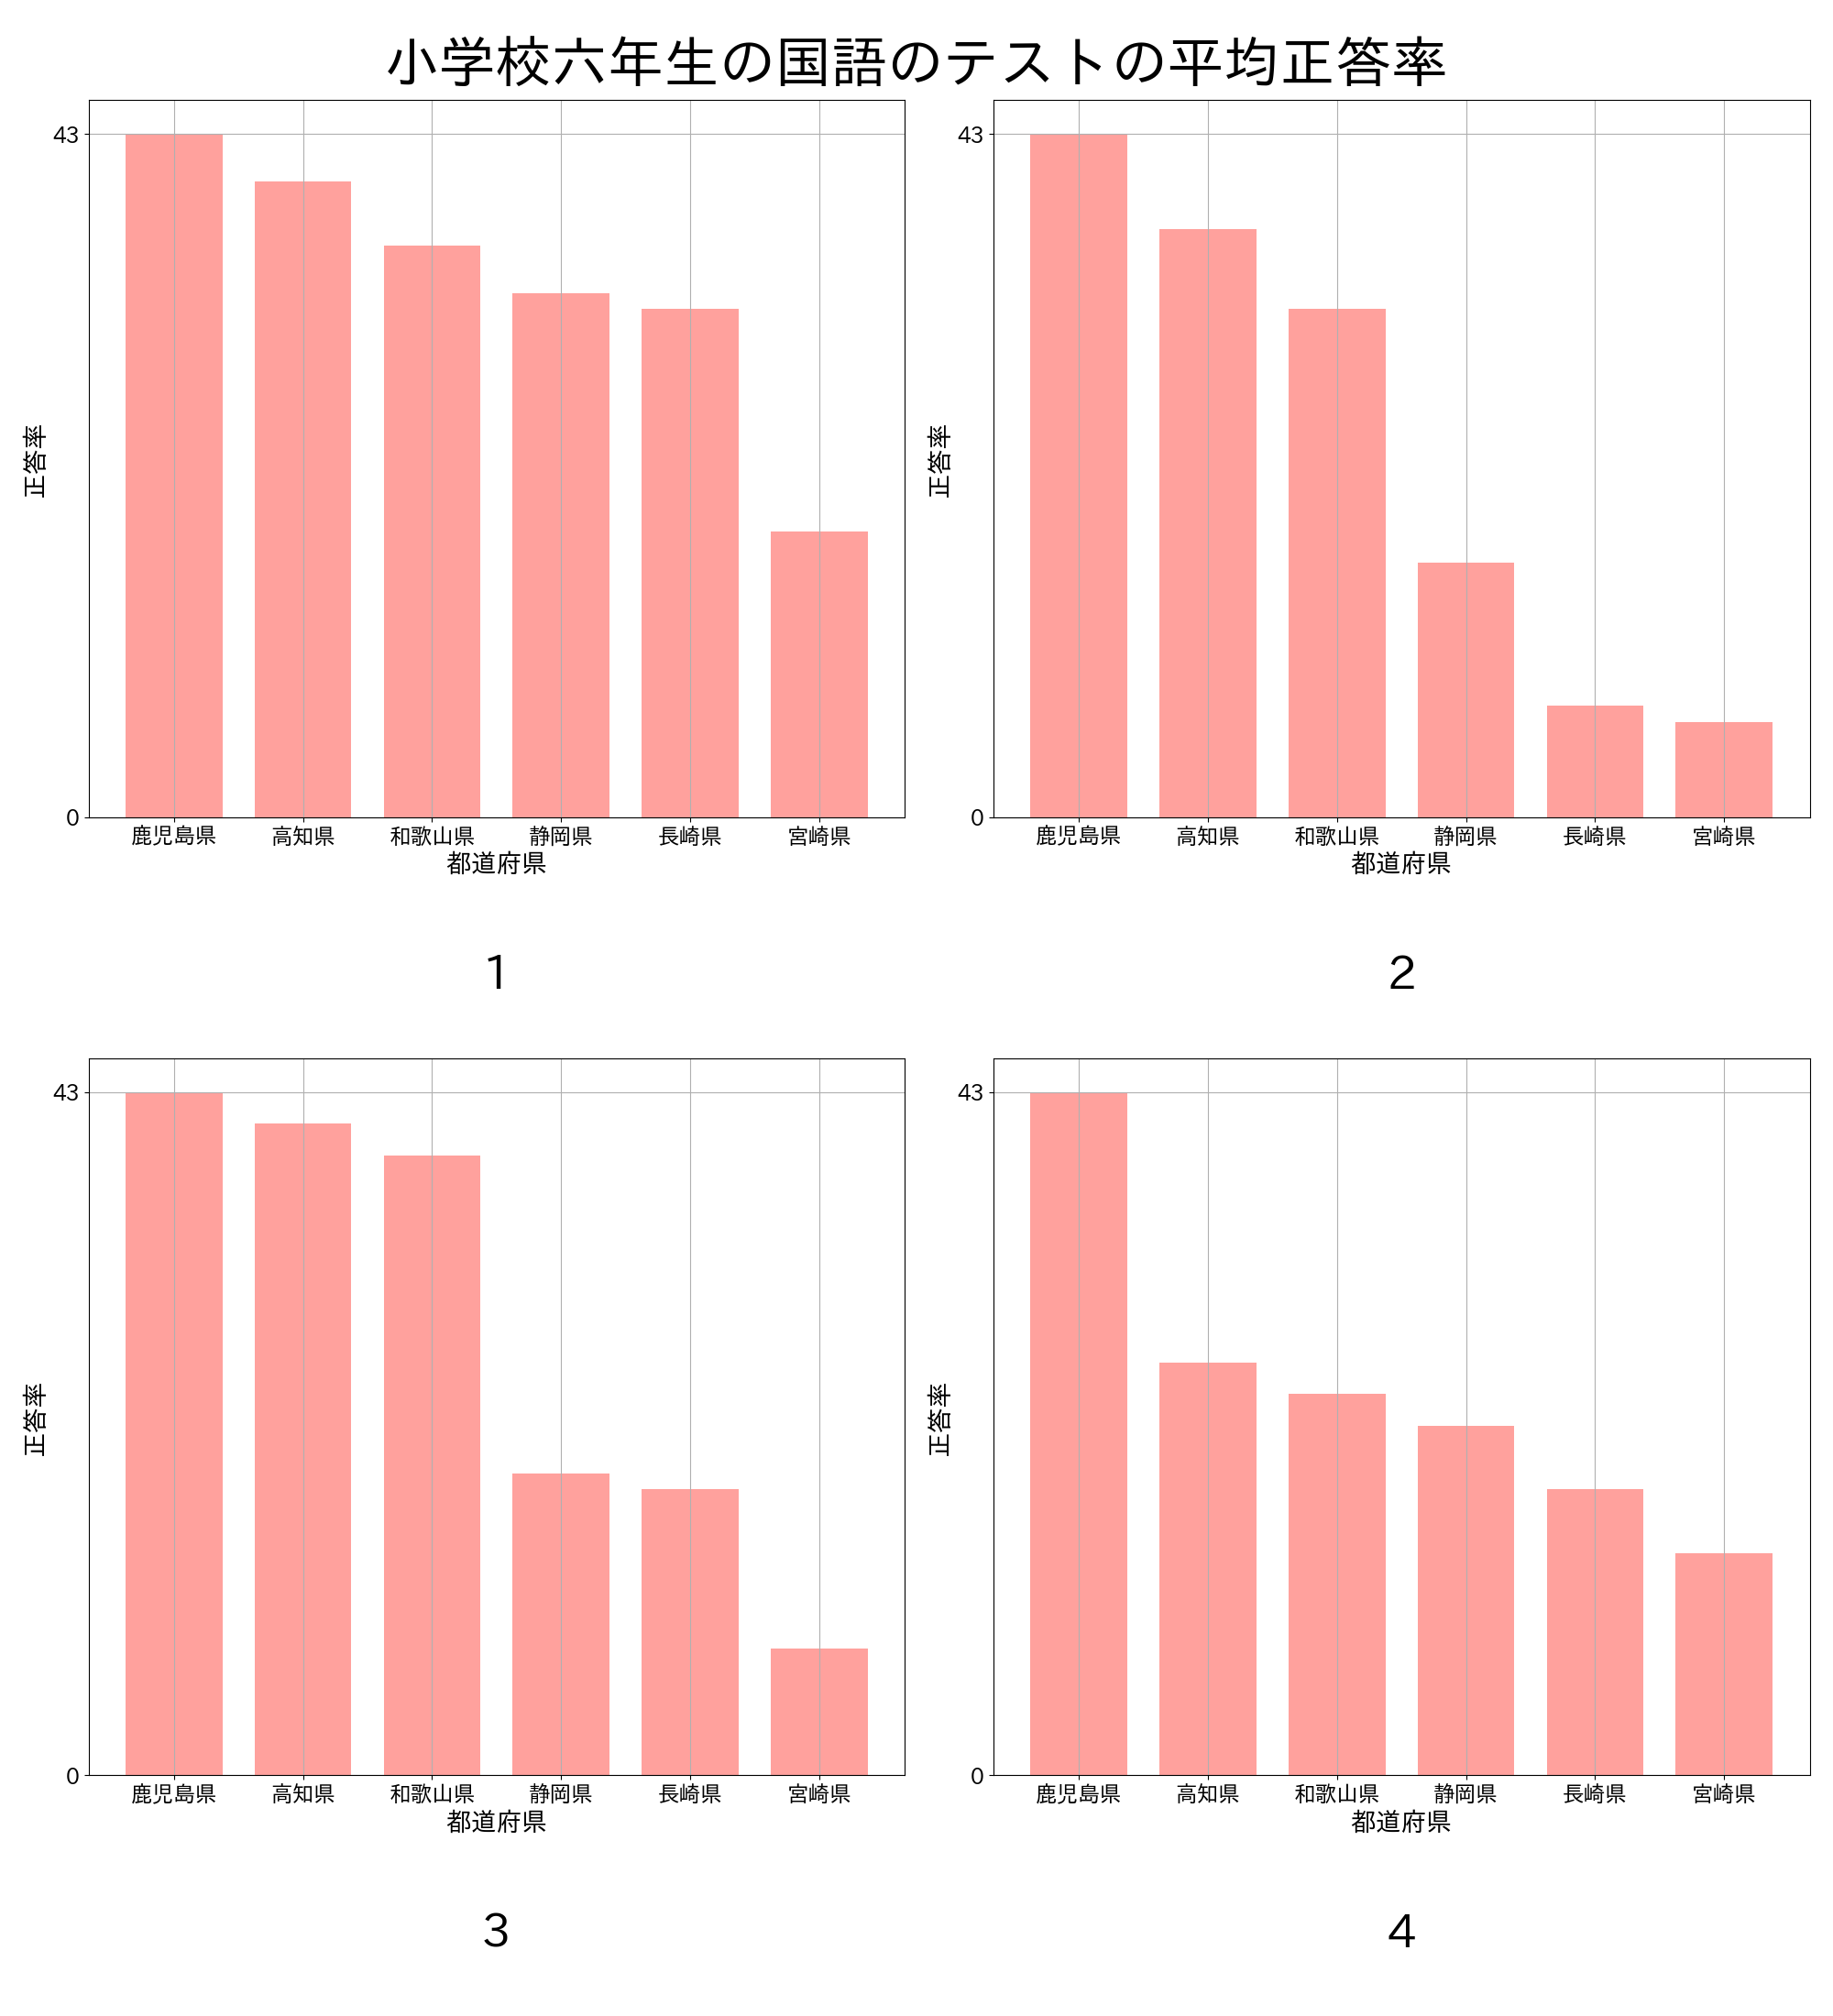 小学校六年生の国語のテストの平均正答率
43
0
正答率
鹿児島県 高知県 和歌山県 静岡県 長崎県 宮崎県
都道府県
1
43
0
正答率
鹿児島県 高知県 和歌山県 静岡県 長崎県 宮崎県
都道府県
2
43
0
正答率
鹿児島県 高知県 和歌山県 静岡県 長崎県 宮崎県
都道府県
3
43
0
正答率
鹿児島県 高知県 和歌山県 静岡県 長崎県 宮崎県
都道府県
4